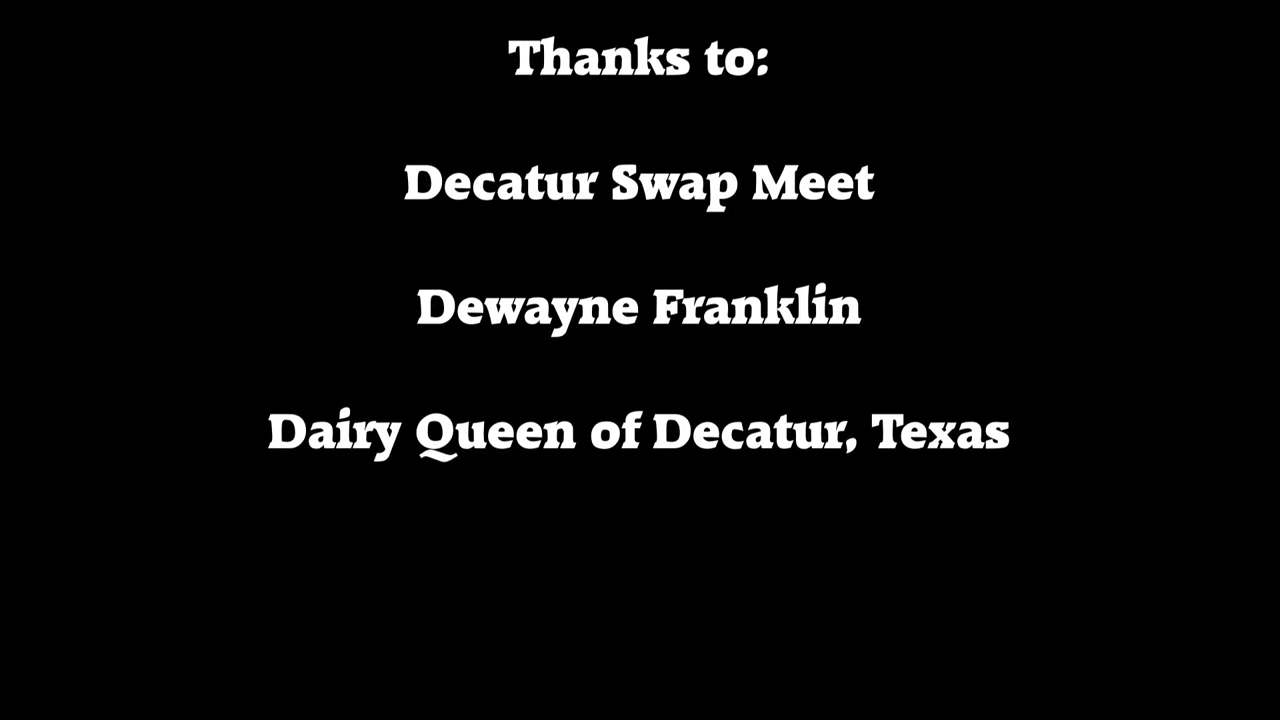 Thanks to:
Decatur Swap Meet
Dewayne Franklin
Dairy Queen of Decatur, Texas